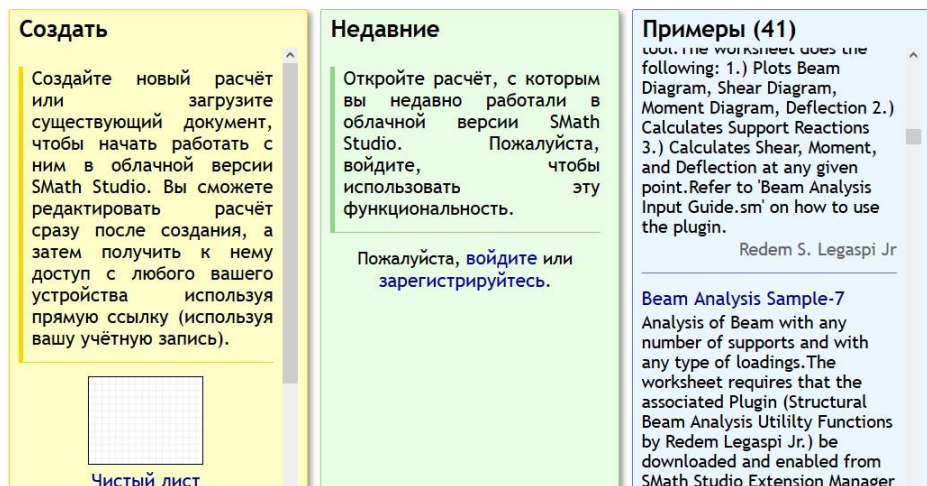 Создать
Создайте новый расчёт
или загрузите
существующий документ,
чтобы начать работать с
ним в облачной версии
SMath Studio. Вы сможете
редактировать расчёт
сразу после создания, а
затем получить к нему
доступ с любого вашего
устройства используя
прямую ссылку (используя
вашу учётную запись).
Чистый лист
Недавние
Откройте расчёт, с которым
вы недавно работали в
облачной версии SMath
Studio. Пожалуйста,
войдите, чтобы
использовать эту
функциональность.
Пожалуйста, войдите или
зарегистрируйтесь.
Примеры (41)
tool.The worksheet does the
following: 1.) Plots Beam
Diagram, Shear Diagram,
Moment Diagram, Deflection 2.)
Calculates Support Reactions
3.) Calculates Shear, Moment,
and Deflection at any given
point.Refer to 'Beam Analysis
Input Guide.sm' on how to use
the plugin.
Redem S. Legaspi Jr
Beam Analysis Sample-7
Analysis of Beam with any
number of supports and with
any type of loadings.The
worksheet requires that the
associated Plugin (Structural
Beam Analysis Utililty Functions
by Redem Legaspi Jr.) be
downloaded and enabled from
SMath Studio Extension Manager